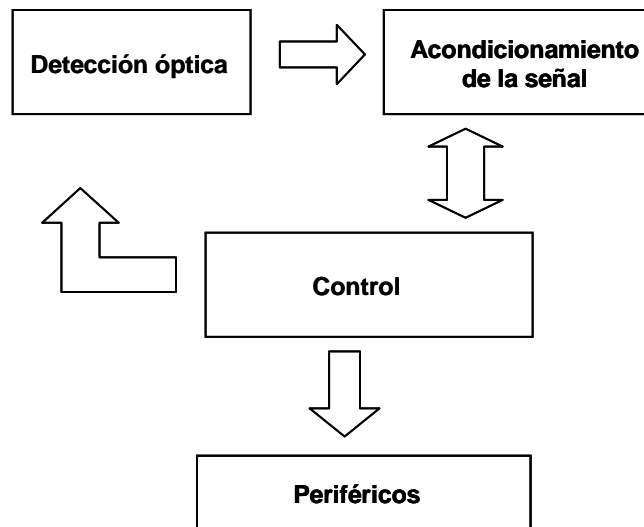 Detección óptica
Acondicionamiento
de la señal
Control
Periféricos